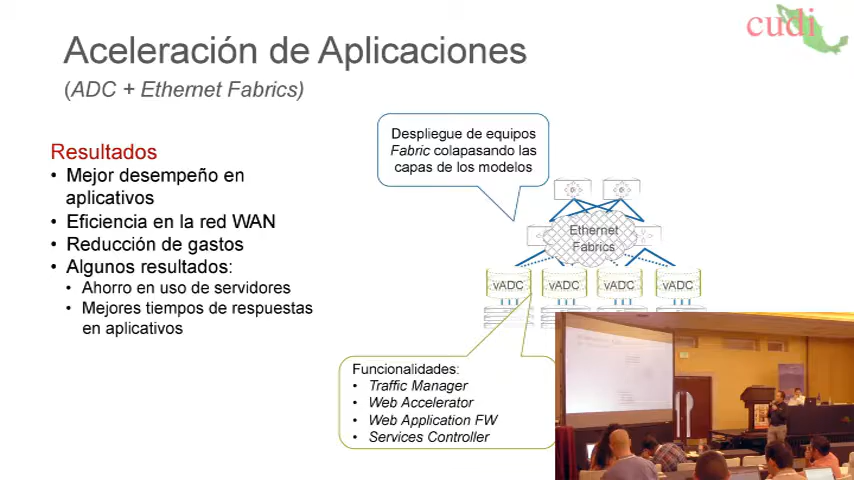 cudi
Aceleración de Aplicaciones
(ADC + Ethernet Fabrics)
Resultados
• Mejor desempeño en
aplicativos
• Eficiencia en la red WAN
• Reducción de gastos
• Algunos resultados:
• Ahorro en uso de servidores
• Mejores tiempos de respuestas
en aplicativos
Despliegue de equipos
Fabric colapasando las
capas de los modelos
Ethernet
Fabrics
vADC
vADC
vADC
vADC
Funcionalidades:
• Traffic Manager
• Web Accelerator
• Web Application FW
• Services Controller